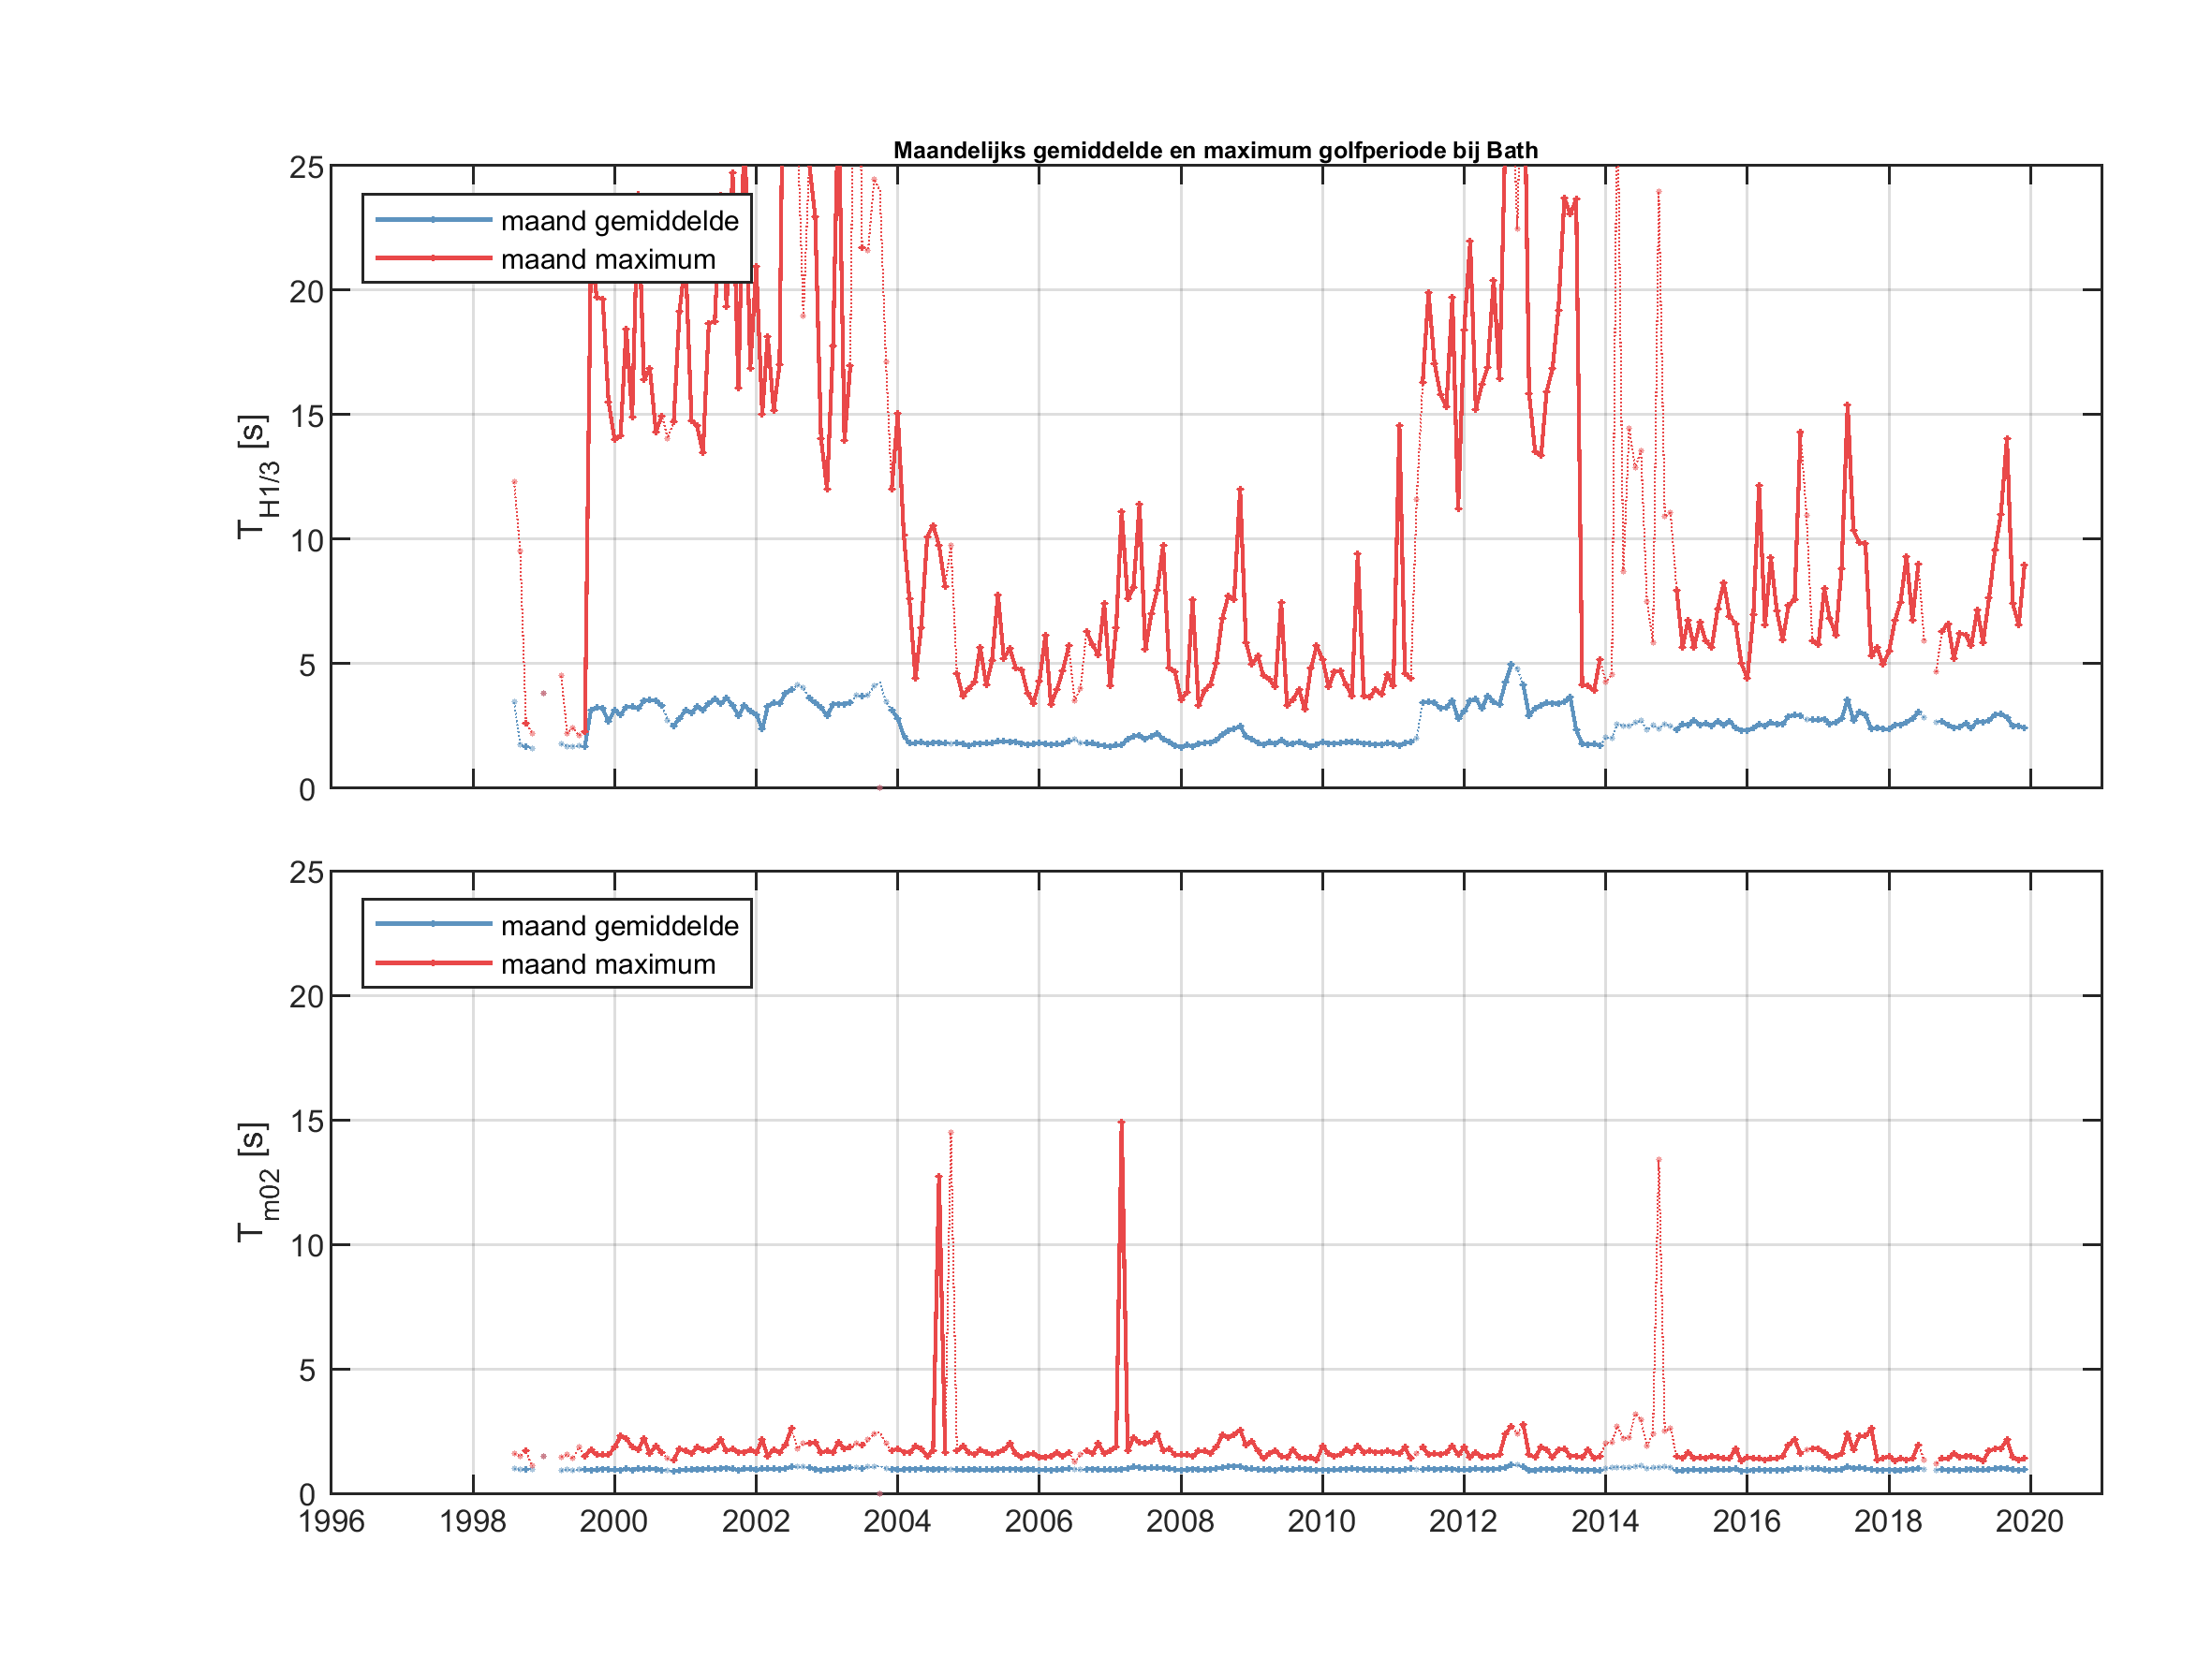 Maandelijks gemiddelde en maximum golfperiode bij Bath
25
20
15
10
5
0
T_H1/3 [s]
maand gemiddelde
maand maximum
25
20
15
10
5
0
T_m02 [s]
maand gemiddelde
maand maximum
1996 1998 2000 2002 2004 2006 2008 2010 2012 2014 2016 2018 2020